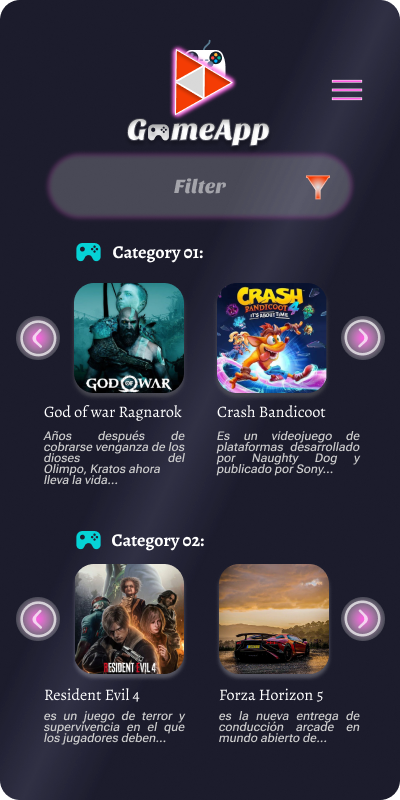 GameApp
Filter
Category 01:
CRASH
BANDICOOT 4
IT'S ABOUT TIME
GOD OF WAR
God of war Ragnarok
Crash Bandicoot
Años después de
cobrarse venganza de los
dioses del
Olimpo, Kratos ahora
lleva la vida...
Es un videojuego de
plataformas desarrollado
por Naughty Dog y
publicado por Sony...
Category 02:
RESIDENT EVIL 4
Resident Evil 4
Forza Horizon 5
es un juego de terror y
supervivencia en el que
los jugadores deben...
es la nueva entrega de
conducción arcade en
mundo abierto de...